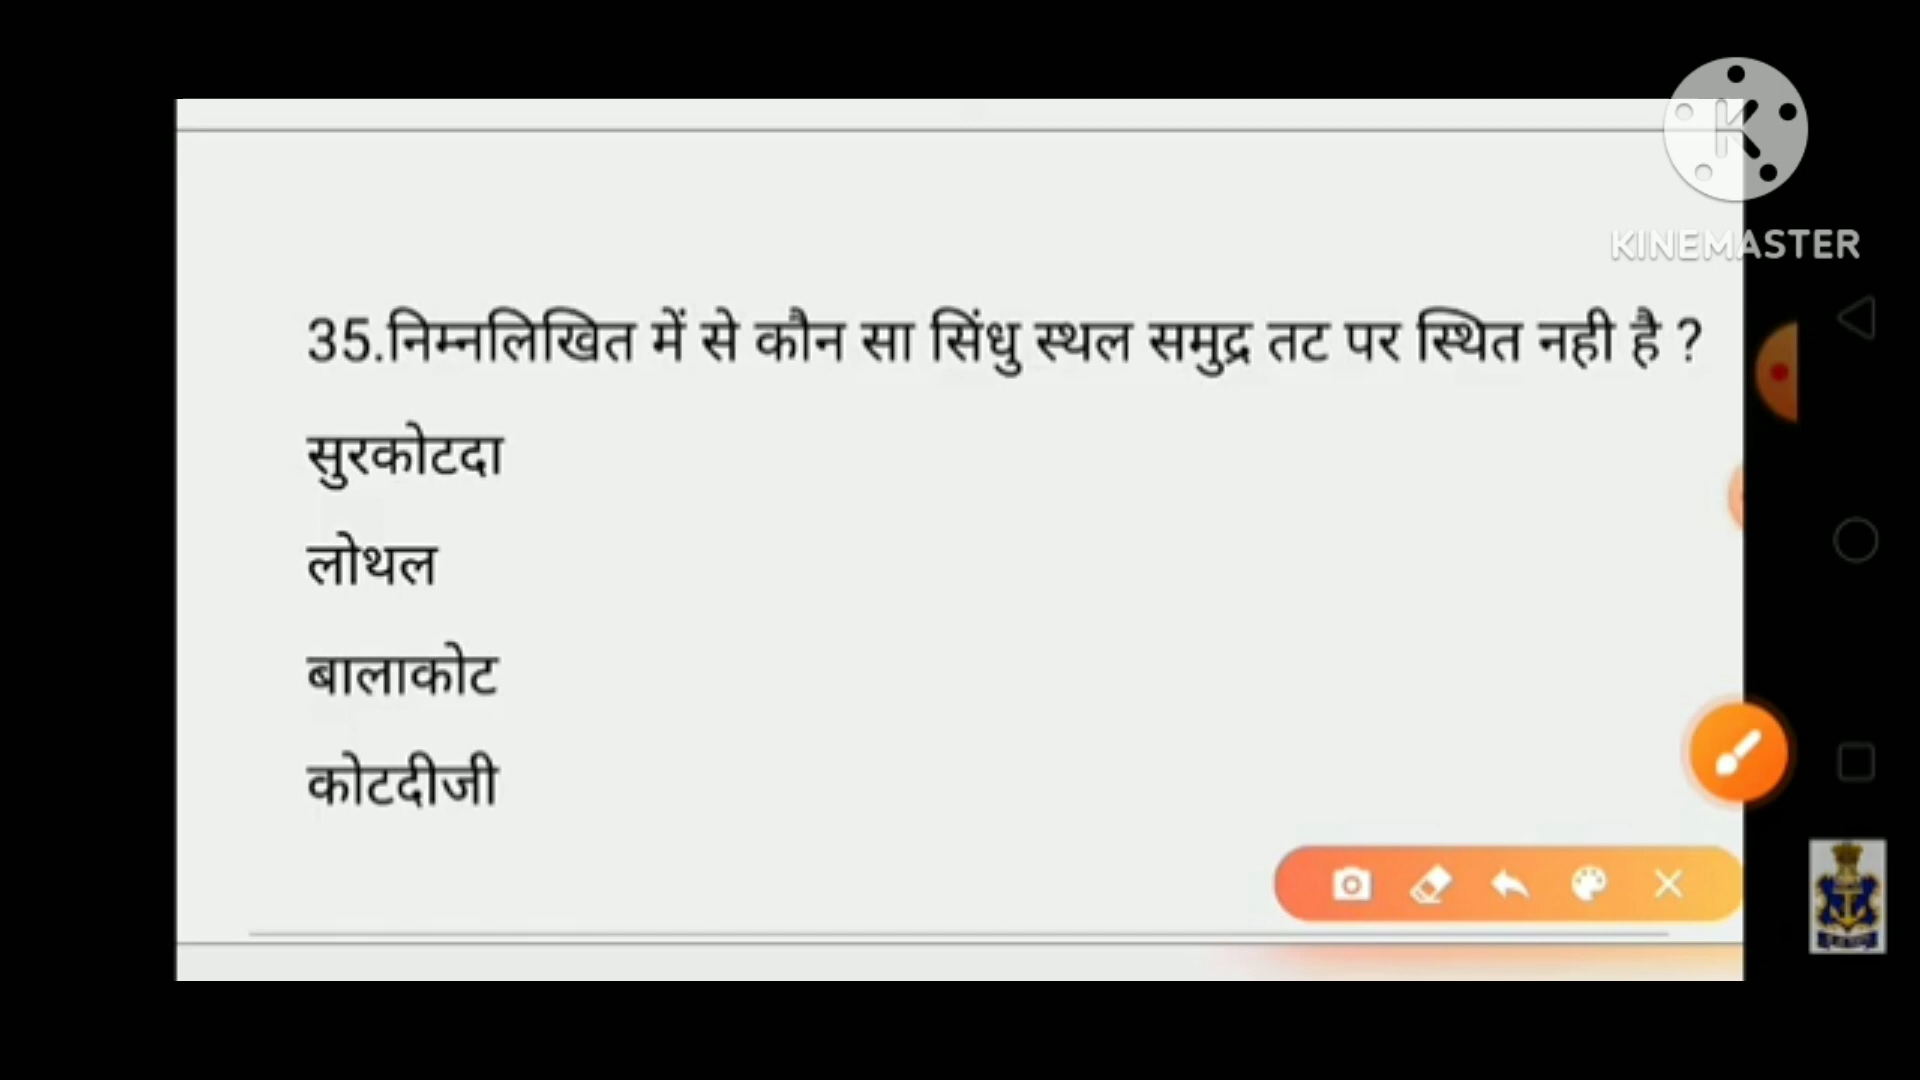 KINEMASTER
35.निम्नलिखित में से कौन सा सिंधु स्थल समुद्र तट पर स्थित नही है ?
सुरकोटदा
लोथल
बालाकोट
कोटदीजी